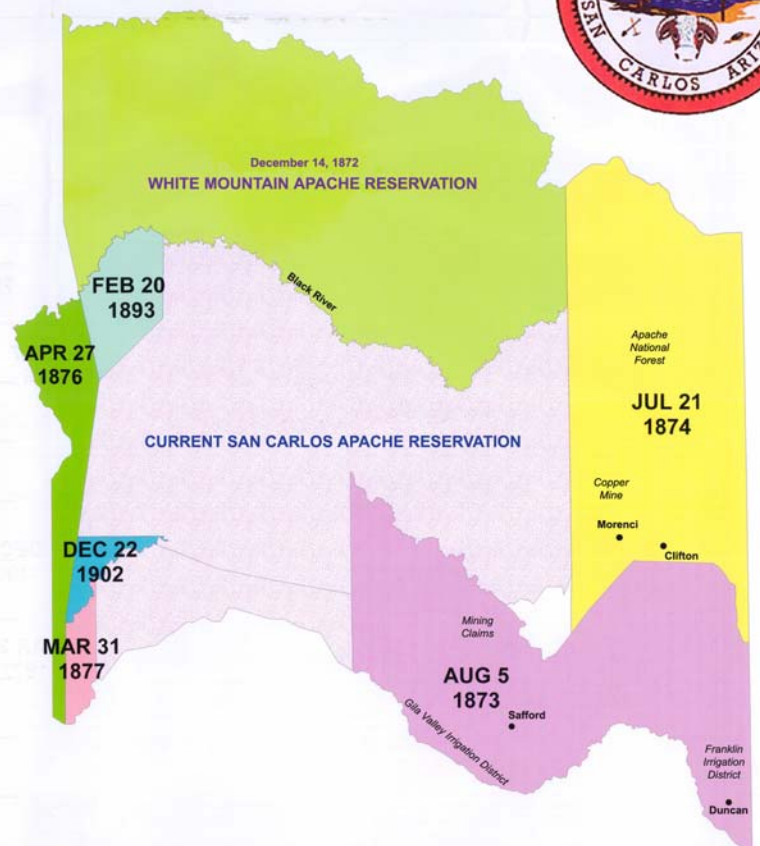 SAN CARLOS ARIZ
December 14, 1872
WHITE MOUNTAIN APACHE RESERVATION
Black River
FEB 20
1893
APR 27
1876
Apache
National
Forest
JUL 21
1874
CURRENT SAN CARLOS APACHE RESERVATION
Copper
Mine
Morenci
Clifton
DEC 22
1902
MAR 31
1877
Mining
Claims
AUG 5
1873
Safford
Gila Valley Irrigation District
Franklin
Irrigation
District
Duncan